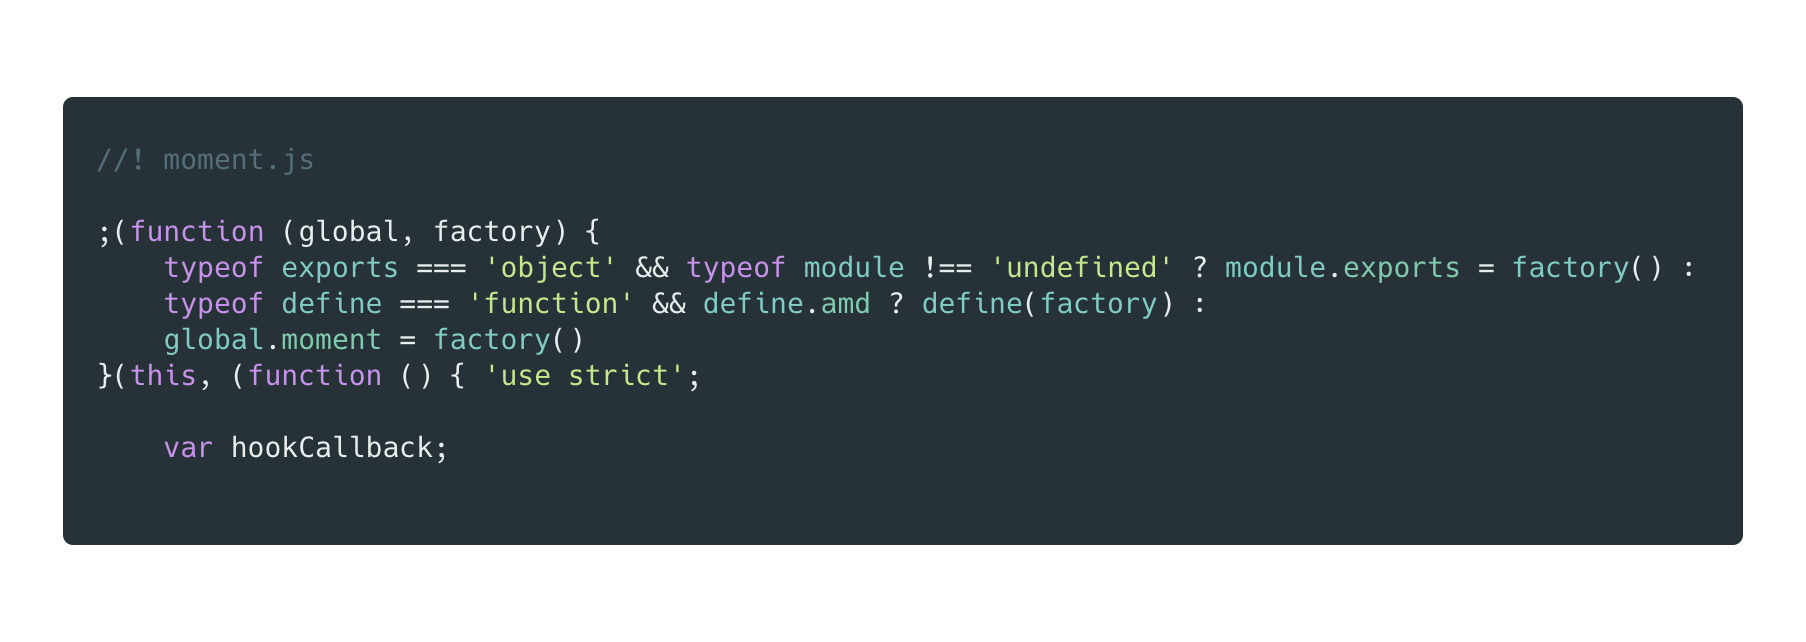 //! moment.js
;(function (global, factory) {
    typeof exports === 'object' && typeof module !== 'undefined' ? module.exports = factory() :
    typeof define === 'function' && define.amd ? define(factory) :
    global.moment = factory()
}(this, (function () { 'use strict';
    var hookCallback;